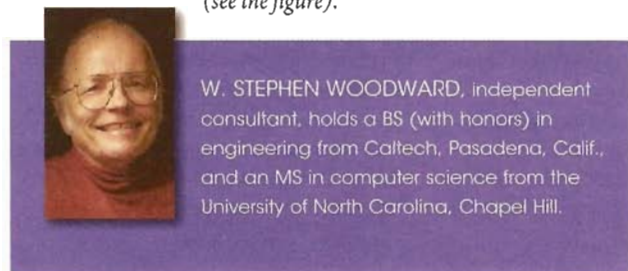 (see the figure).
W. STEPHEN WOODWARD, independent
consultant, holds a BS (with honors) in
engineering from Caltech, Pasadena, Calif.,
and an MS in computer science from the
University of North Carolina, Chapel Hill.